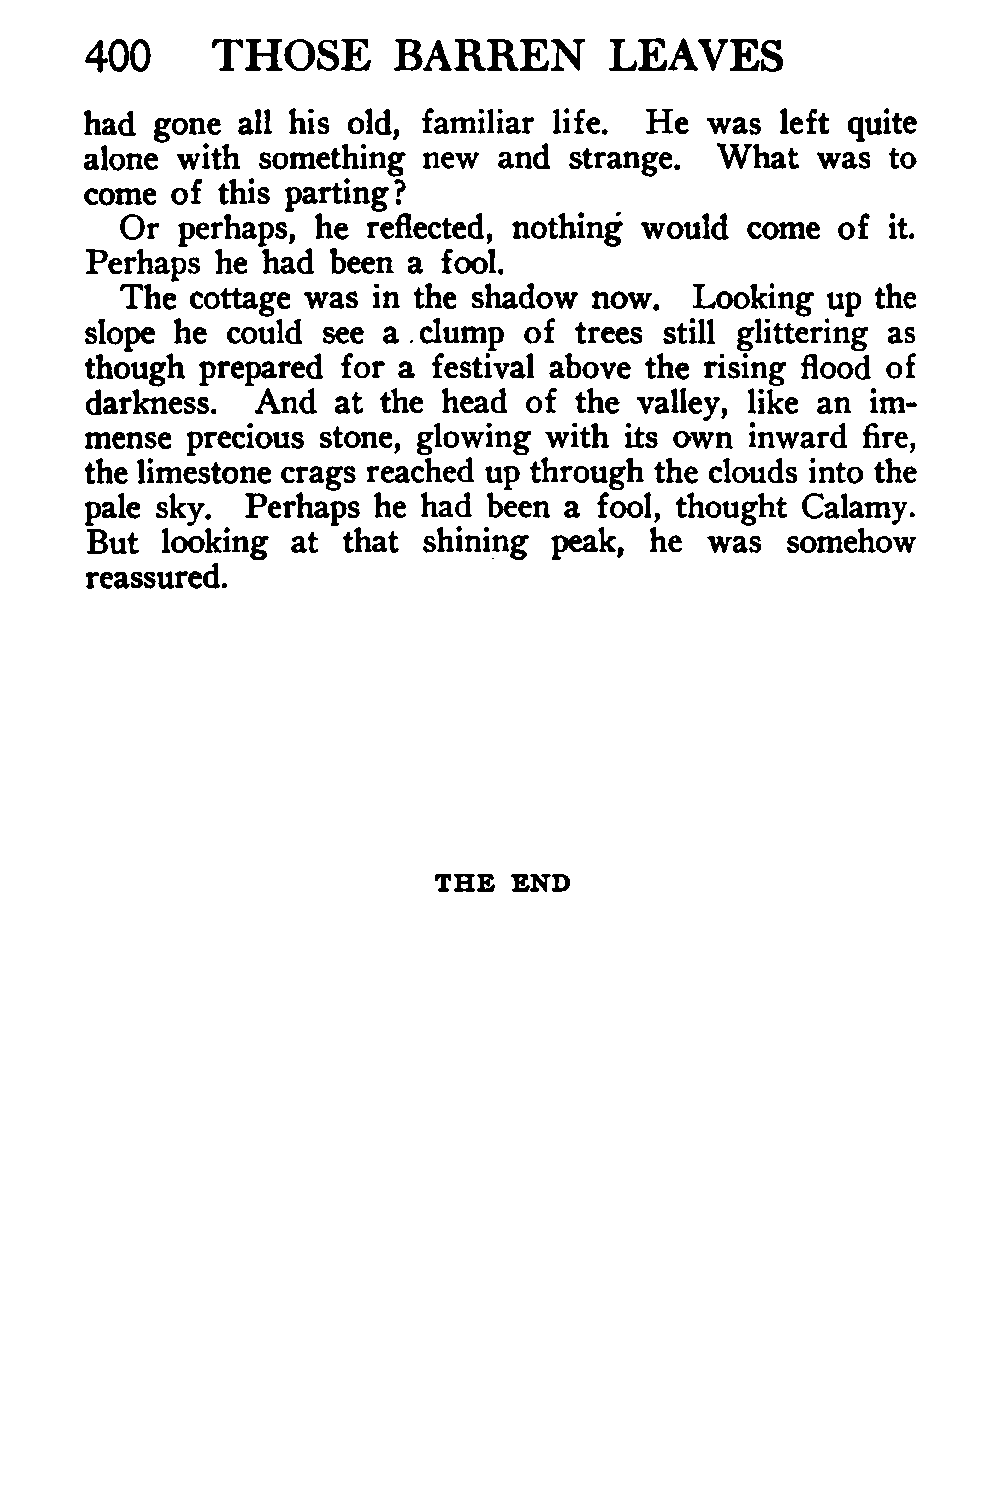 400 THOSE BARREN LEAVES
had gone all his old, familiar life. He was left quite
alone with something new and strange. What was to
come of this parting?
Or perhaps, he reflected, nothing would come of it.
Perhaps he had been a fool.
The cottage was in the shadow now. Looking up the
slope he could see a clump of trees still glittering as
though prepared for a festival above the rising flood of
darkness. And at the head of the valley, like an im-
mense precious stone, glowing with its own inward fire,
the limestone crags reached up through the clouds into the
pale sky. Perhaps he had been a fool, thought Calamy.
But looking at that shining peak, he was somehow
reassured.
THE END